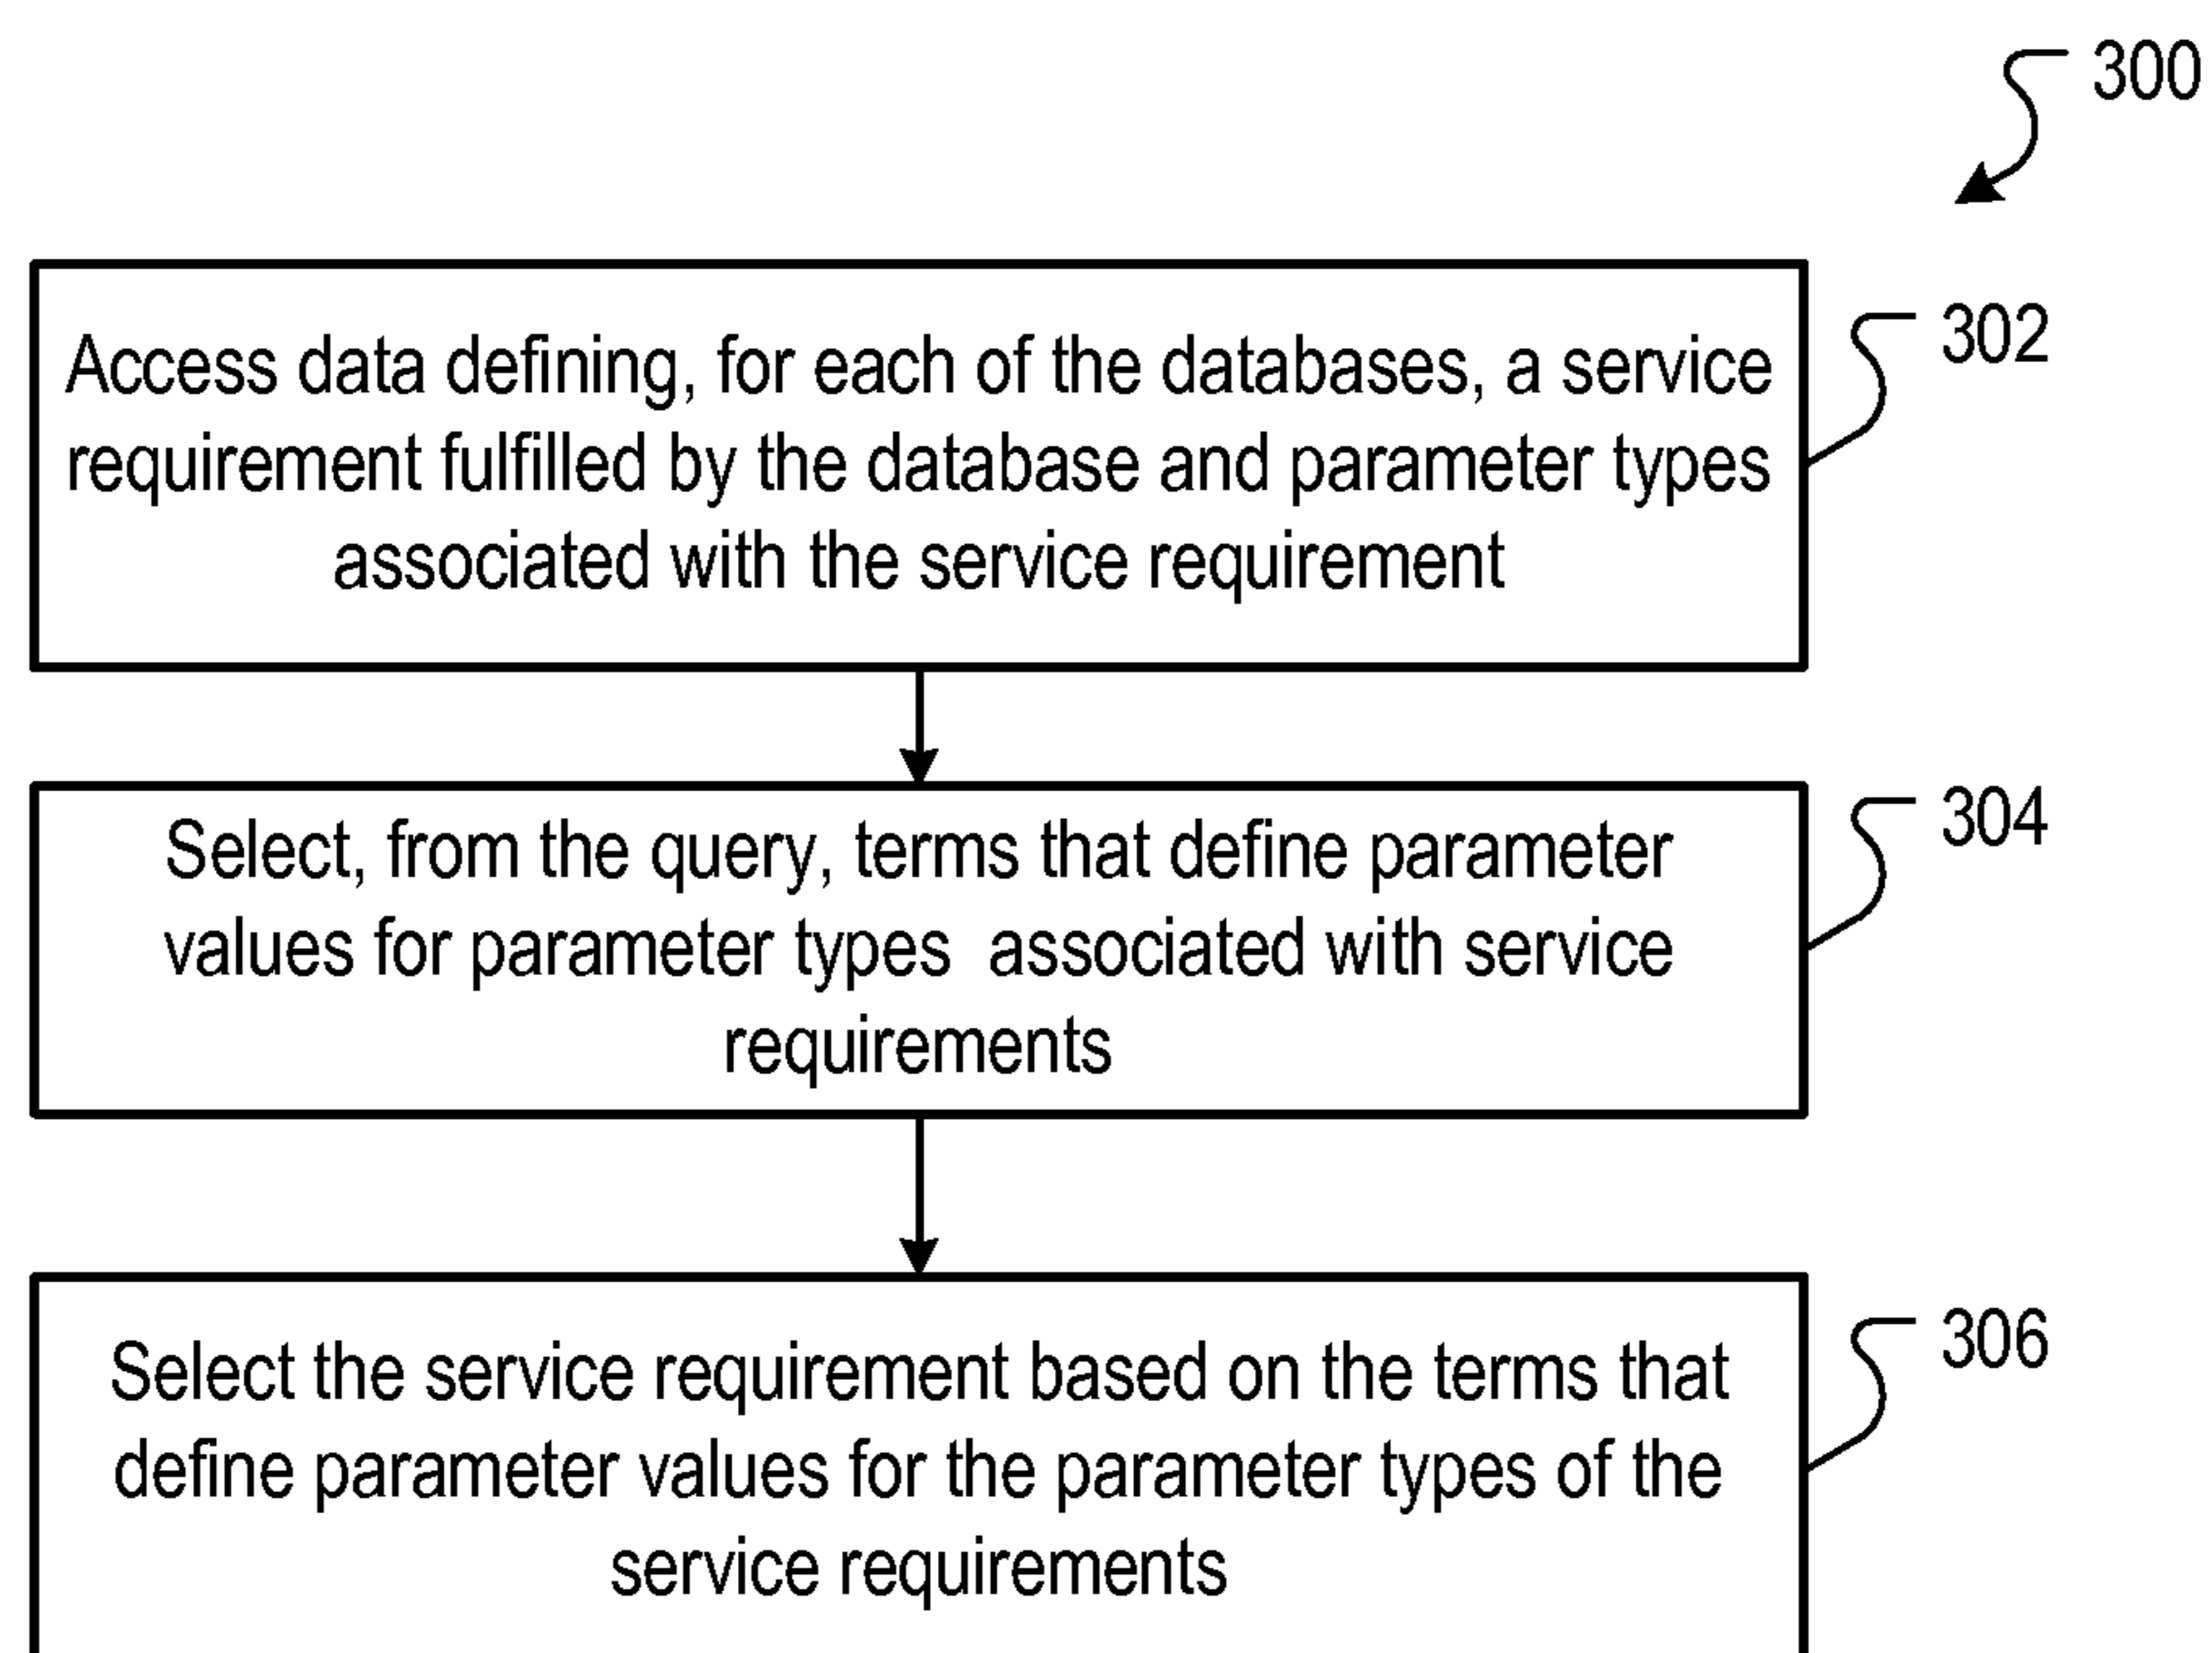 300
Access data defining, for each of the databases, a service
302
requirement fulfilled by the database and parameter types
associated with the service requirement
Select, from the query, terms that define parameter
304
values for parameter types  associated with service
requirements
Select the service requirement based on the terms that
306
define parameter values for the parameter types of the
service requirements